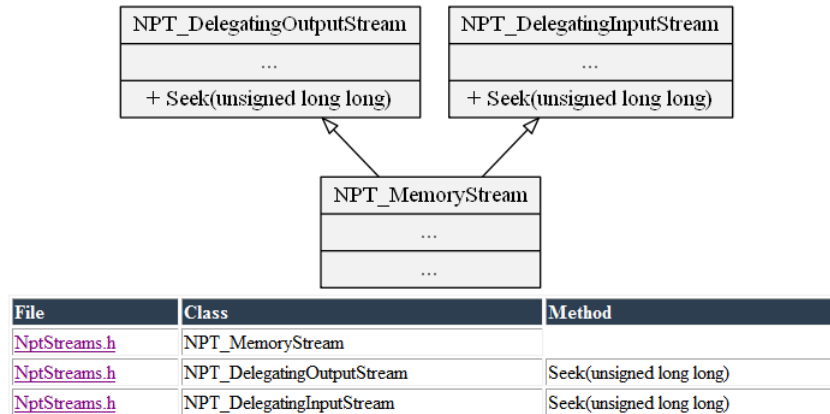 NPT_DelegatingOutputStream
...
+ Seek(unsigned long long)
NPT_DelegatingInputStream
...
+ Seek(unsigned long long)
NPT_MemoryStream
...
...
File Class Method
NptStreams.h NPT_MemoryStream
NptStreams.h NPT_DelegatingOutputStream Seek(unsigned long long)
NptStreams.h NPT_DelegatingInputStream Seek(unsigned long long)